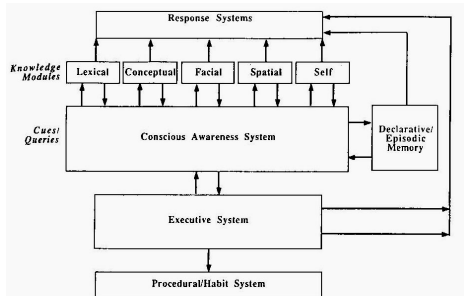 Response Systems
Knowledge
Modules
Lexical
Conceptual
Facial
Spatial
Self
Cues/
Queries
Conscious Awareness System
Declarative/
Episodic
Memory
Executive System
Procedural/Habit System